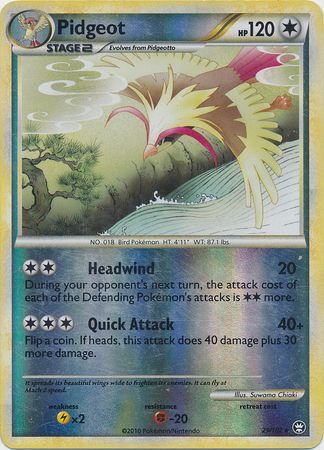 Pidgeot HP 120
STAGE 2 Evolves from Pidgeotto
NO. 018 Bird Pokémon HT: 4'11" WT: 87.1 lbs.
Headwind 20
During your opponent's next turn, the attack cost
of each of the Defending Pokémon's attacks is more.
Quick Attack 40+
Flip a coin. If heads, this attack does 40 damage plus 30
more damage.
It spreads its beautiful wings wide to frighten its enemies. It can fly at
Mach 2 speed.
Illus. Suwama Chiaki
weakness resistance retreat cost
×2 -20
©2010 Pokémon/Nintendo 29/102